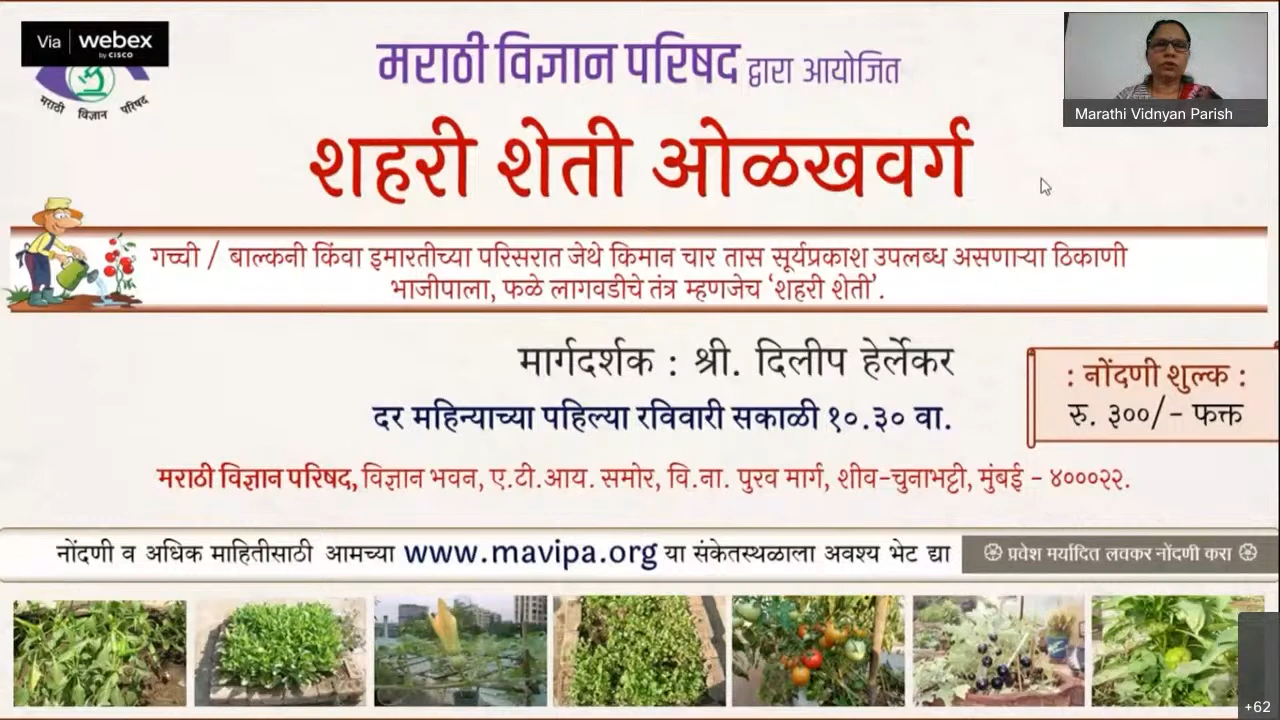 Via webex
by CISCO
मराठी विज्ञान परिषद
मराठी विज्ञान परिषद द्वारा आयोजित
Marathi Vidnyan Parish
शहरी शेती ओळखवर्ग
गच्ची / बाल्कनी किंवा इमारतीच्या परिसरात जेथे किमान चार तास सूर्यप्रकाश उपलब्ध असणाऱ्या ठिकाणी
भाजीपाला, फळे लागवडीचे तंत्र म्हणजेच ‘शहरी शेती’.
मार्गदर्शक : श्री. दिलीप हेर्लेकर
दर महिन्याच्या पहिल्या रविवारी सकाळी १०.३० वा.
: नोंदणी शुल्क :
रु. ३००/- फक्त
मराठी विज्ञान परिषद, विज्ञान भवन, ए.टी.आय. समोर, वि.ना. पुरव मार्ग, शीव-चुनाभट्टी, मुंबई - ४०००२२.
नोंदणी व अधिक माहितीसाठी आमच्या www.mavipa.org या संकेतस्थळाला अवश्य भेट द्या
प्रवेश मर्यादित लवकर नोंदणी करा
+62